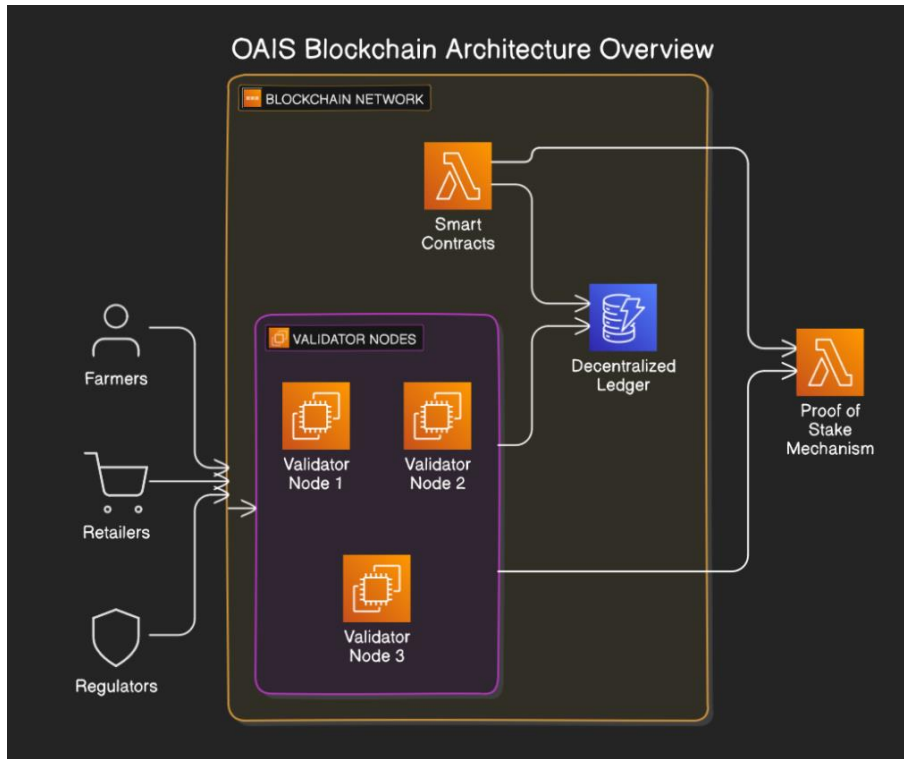 OAIS Blockchain Architecture Overview
BLOCKCHAIN NETWORK
Smart
Contracts
Farmers
VALIDATOR NODES
Decentralized
Ledger
Proof of
Stake
Mechanism
Validator
Node 1
Validator
Node 2
Retailers
Validator
Node 3
Regulators